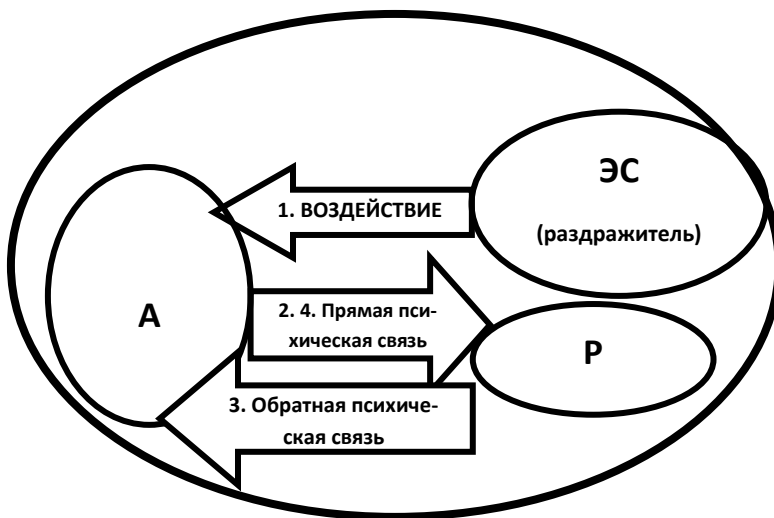 ЭС
(раздражитель)
1. ВОЗДЕЙСТВИЕ
А
2. 4. Прямая пси-
хическая связь
Р
3. Обратная психиче-
ская связь